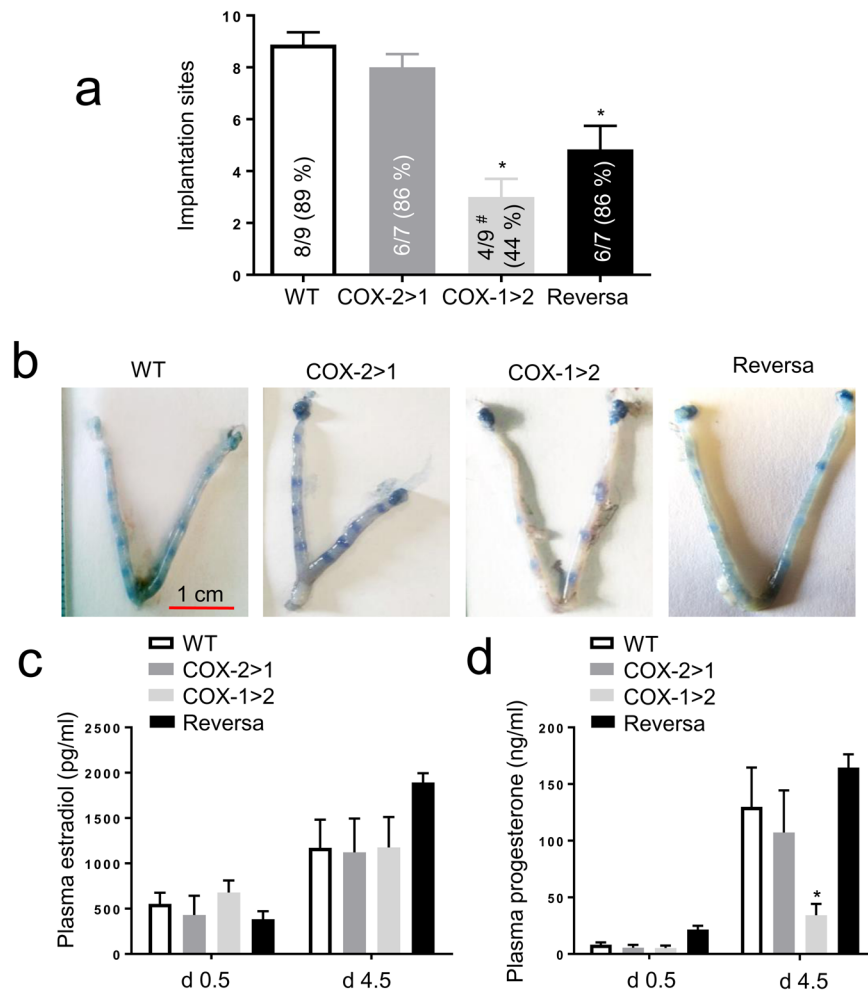 a
Implantation sites
10
8
6
4
2
0
8/9 (89 %)
6/7 (86 %)
4/9 #
(44 %)
6/7 (86 %)
*
*
WT
COX-2>1
COX-1>2
Reversa
b
WT
COX-2>1
COX-1>2
Reversa
1 cm
c
WT
COX-2>1
COX-1>2
Reversa
Plasma estradiol (pg/ml)
2500
2000
1500
1000
500
0
d 0.5
d 4.5
d
WT
COX-2>1
COX-1>2
Reversa
Plasma progesterone (ng/ml)
200
150
100
50
0
*
d 0.5
d 4.5